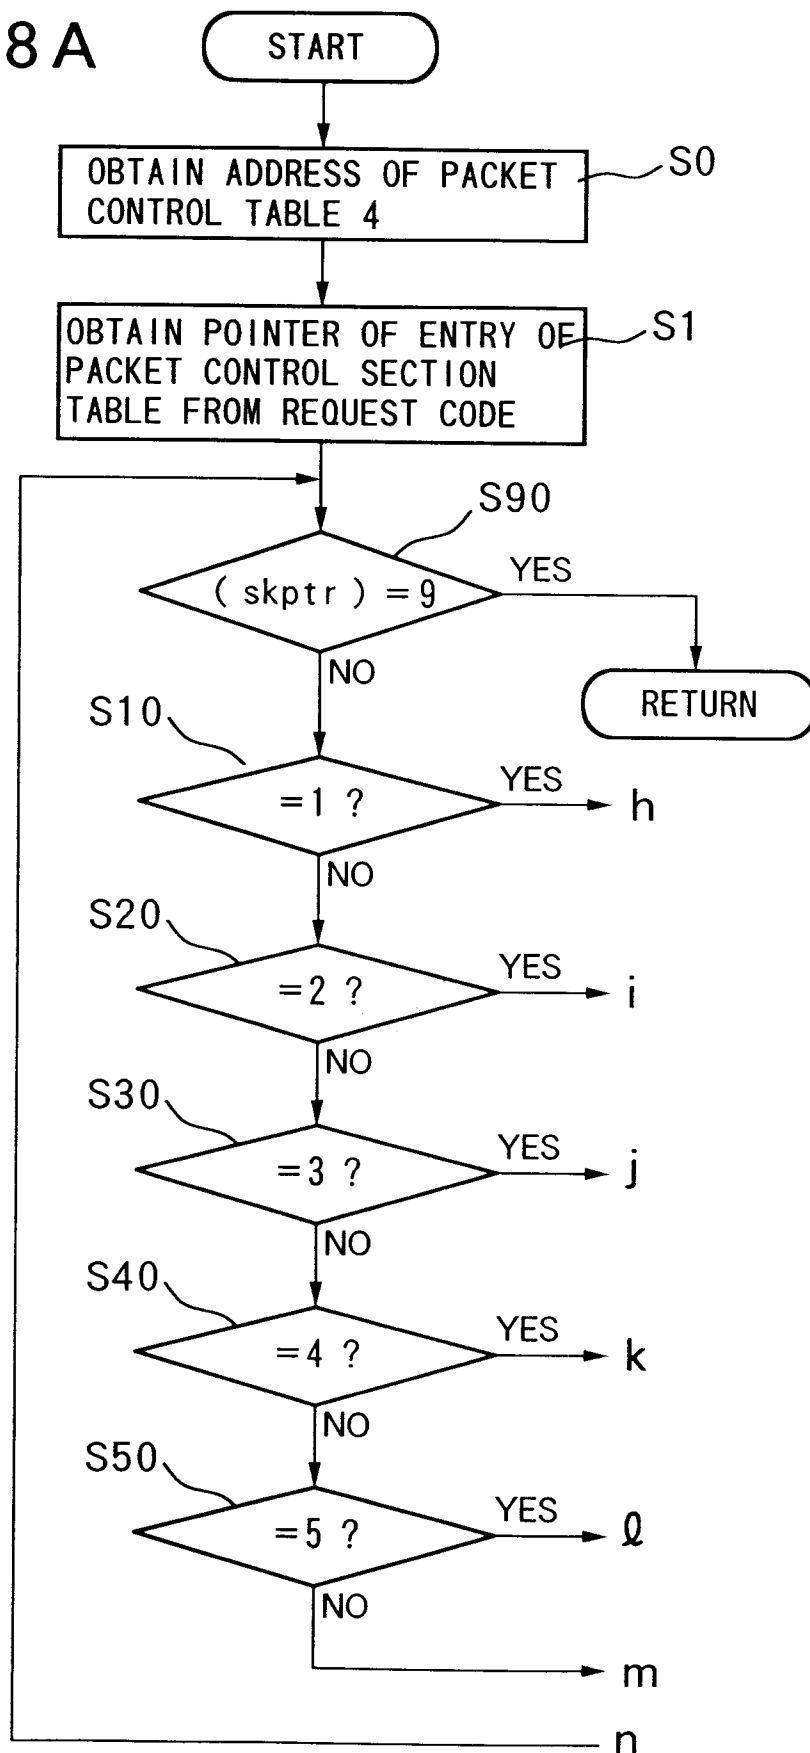 8 A
START
OBTAIN ADDRESS OF PACKET
CONTROL TABLE 4
S0
OBTAIN POINTER OF ENTRY OF
PACKET CONTROL SECTION
TABLE FROM REQUEST CODE
S1
S90
(skptr) = 9
YES
NO
RETURN
S10
=1 ?
YES
h
NO
S20
=2 ?
YES
i
NO
S30
=3 ?
YES
j
NO
S40
=4 ?
YES
k
NO
S50
=5 ?
YES
ℓ
NO
m
n